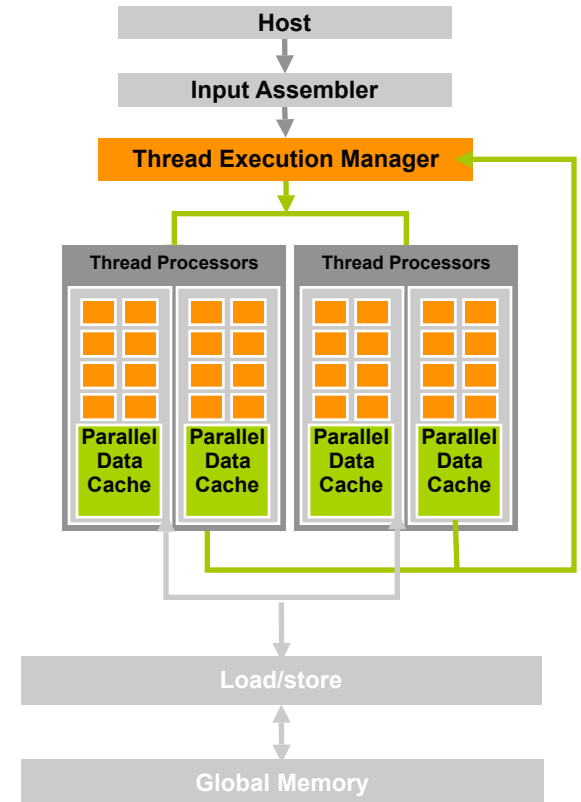 Host
Input Assembler
Thread Execution Manager
Thread Processors
Thread Processors
Parallel
Data
Cache
Parallel
Data
Cache
Parallel
Data
Cache
Parallel
Data
Cache
Load/store
Global Memory